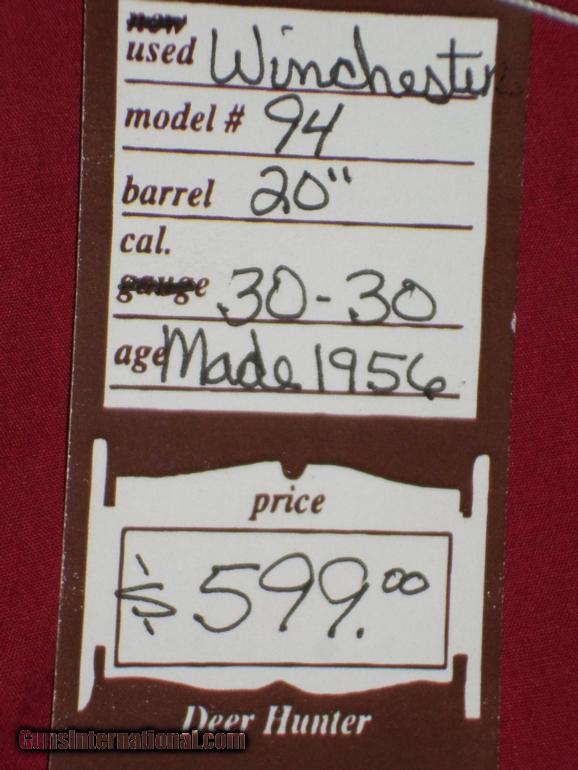 new
used Winchester
model # 94
barrel 20"
cal.
gauge 30-30
age Made 1956
price
$599.00
Deer Hunter
GunsInternational.com